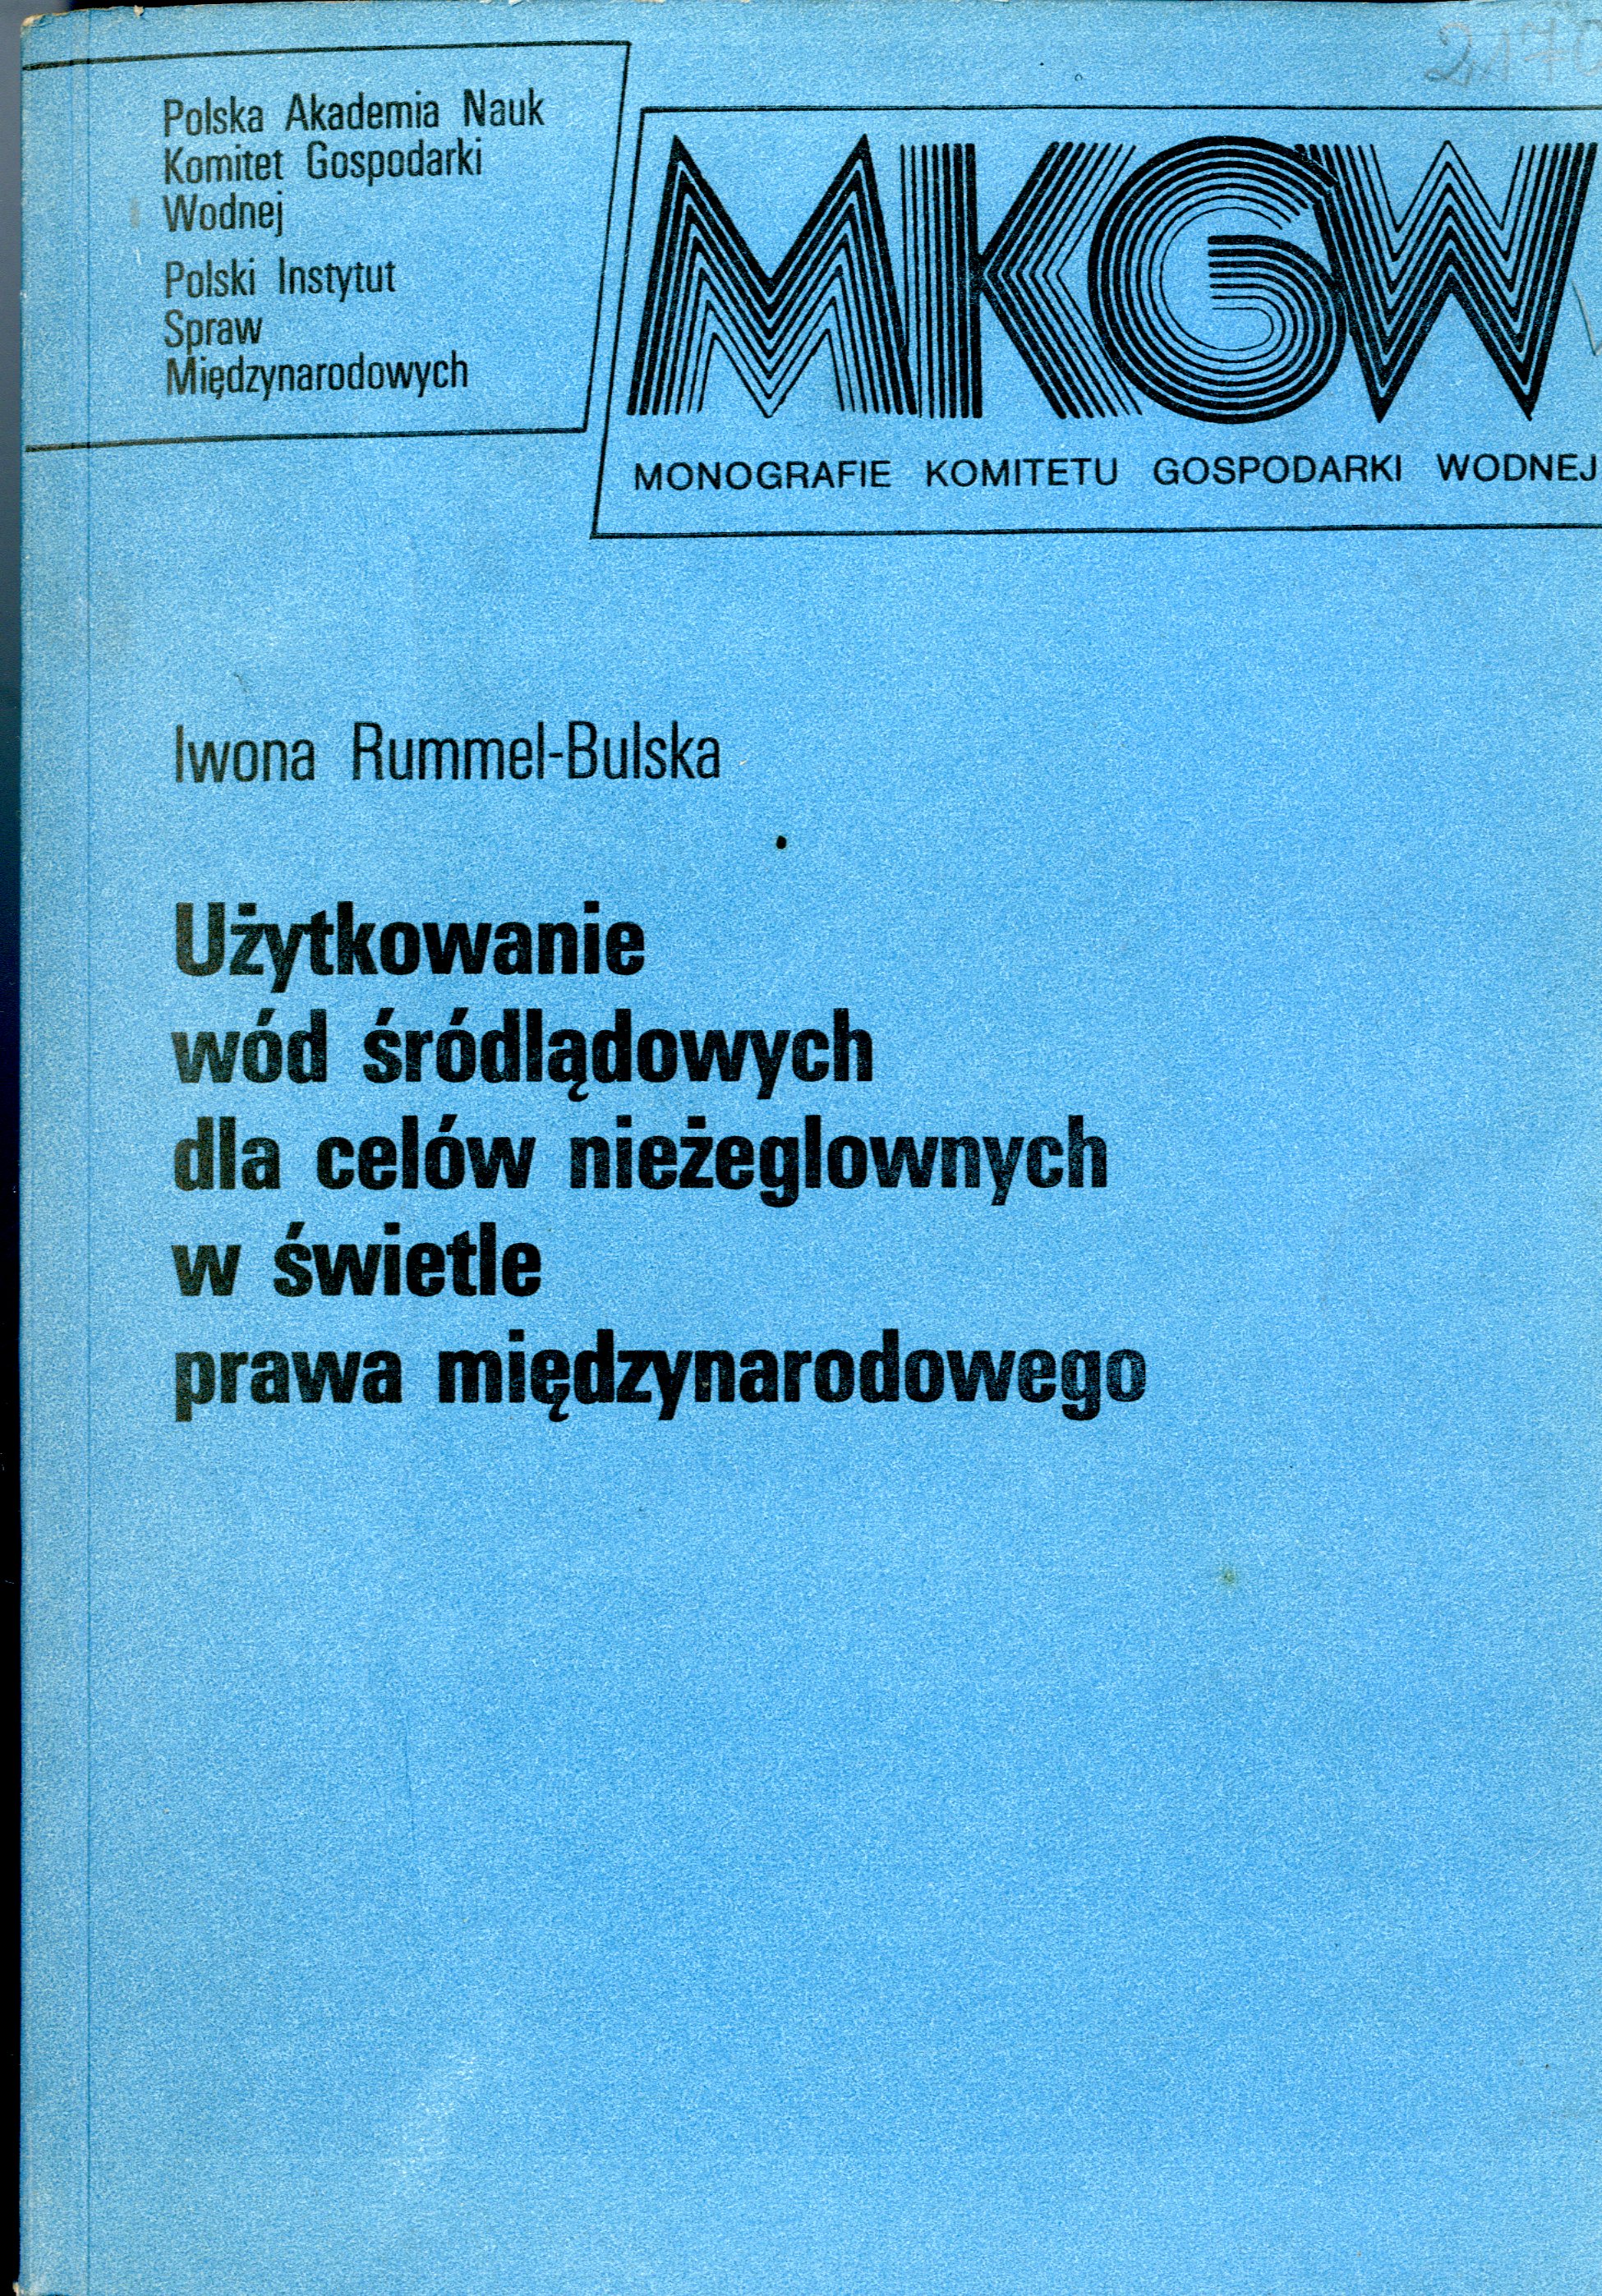 2170
Polska Akademia Nauk
Komitet Gospodarki
Wodnej
Polski Instytut
Spraw
Międzynarodowych
MKGW
MONOGRAFIE KOMITETU GOSPODARKI WODNEJ
Iwona Rummel-Bulska
Użytkowanie
wód śródlądowych
dla celów nieżeglownych
w świetle
prawa międzynarodowego